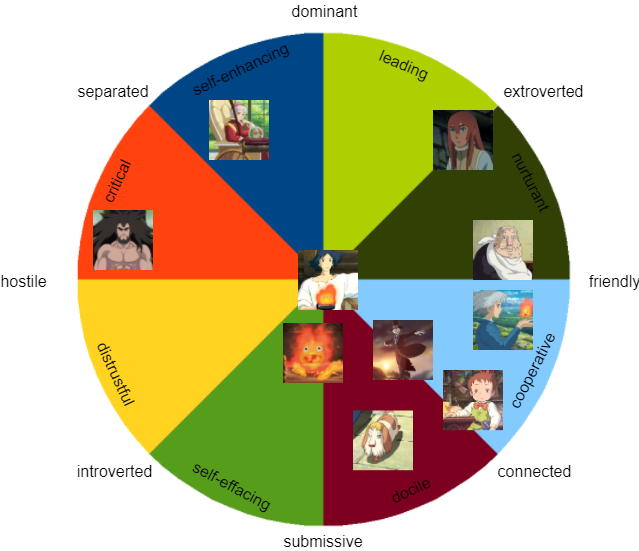 dominant
self-enhancing
leading
separated
extroverted
critical
nurturant
hostile
friendly
distrustful
cooperative
introverted
self-effacing
docile
connected
submissive